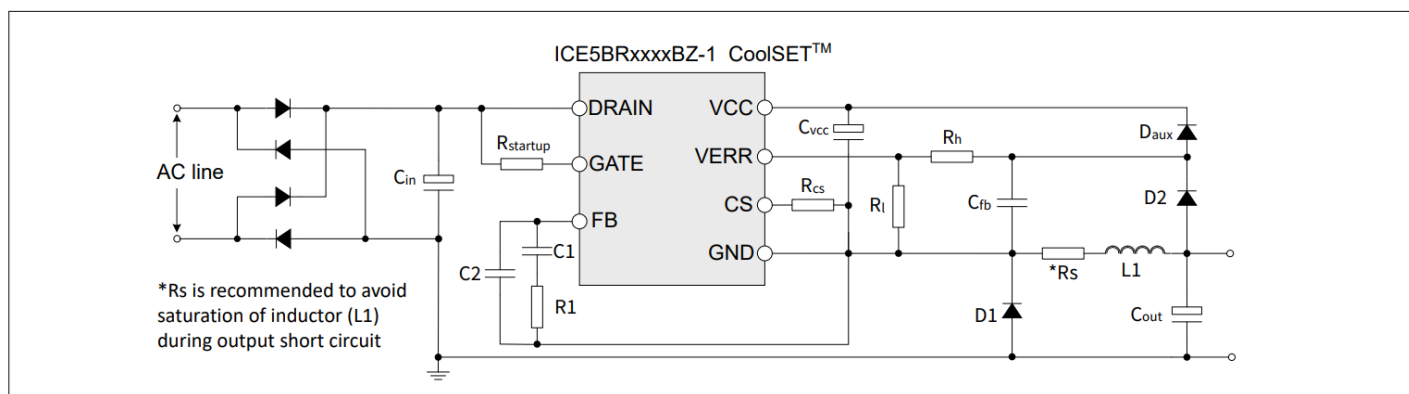 ICE5BRxxxxBZ-1 CoolSET™
DRAIN
VCC
Cvcc
Daux
Rstartup
GATE
VERR
Rh
AC line
Cin
CS
Rcs
Rl
Cfb
D2
FB
C1
GND
C2
*Rs
L1
R1
D1
Cout
*Rs is recommended to avoid
saturation of inductor (L1)
during output short circuit